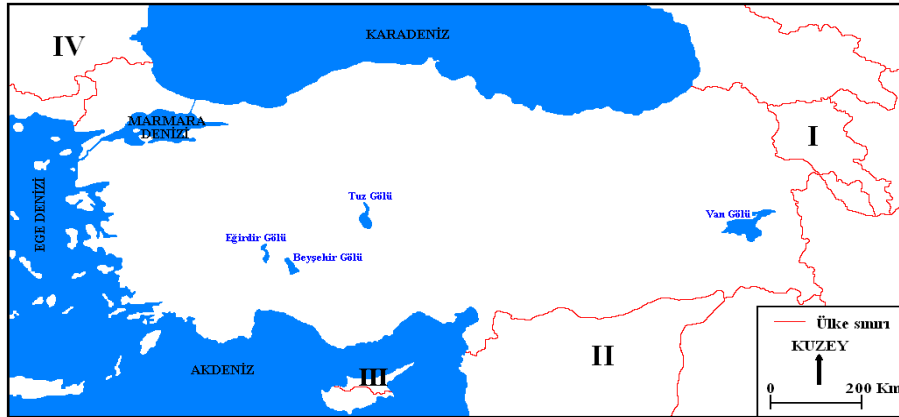 IV
KARADENİZ
MARMARA
DENİZİ
I
EGE DENİZİ
Tuz Gölü
Van Gölü
Eğirdir Gölü
Beyşehir Gölü
AKDENİZ
III
II
Ülke sınırı
KUZEY
0 200 Km